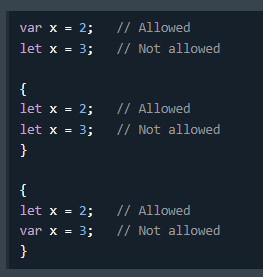 var x = 2;   // Allowed
let x = 3;   // Not allowed
{
let x = 2;   // Allowed
let x = 3;   // Not allowed
}
{
let x = 2;   // Allowed
var x = 3;   // Not allowed
}